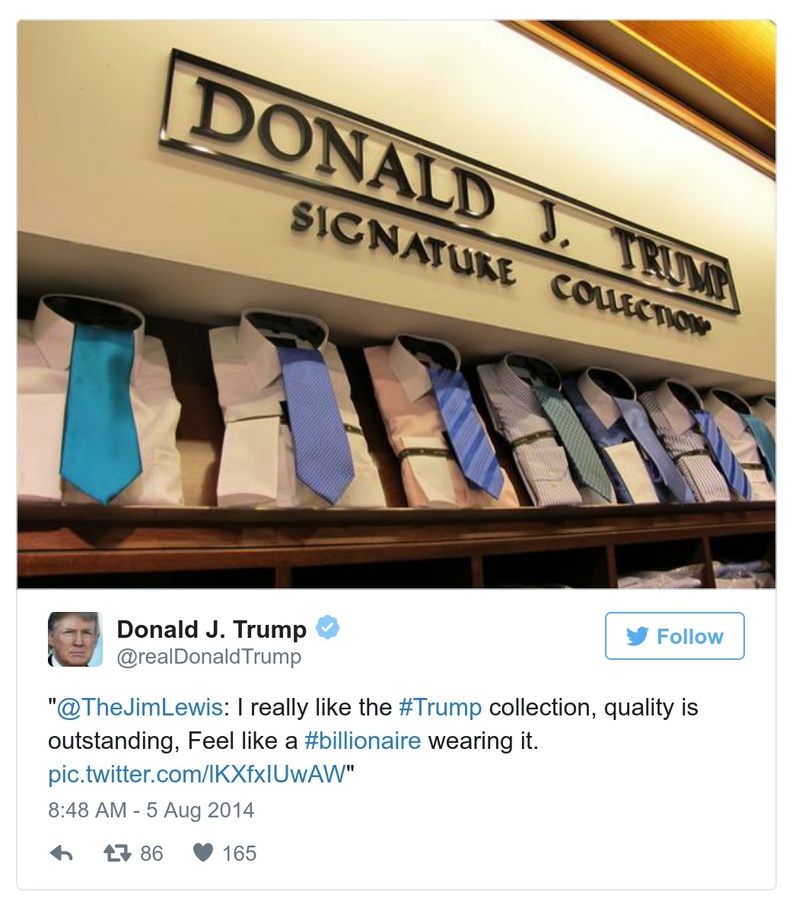 DONALD J. TRUMP
SIGNATURE COLLECTION
Donald J. Trump
@realDonaldTrump
Follow
"@TheJimLewis: I really like the #Trump collection, quality is
outstanding, Feel like a #billionaire wearing it.
pic.twitter.com/lKXfxIUwAW"
8:48 AM - 5 Aug 2014
86 165